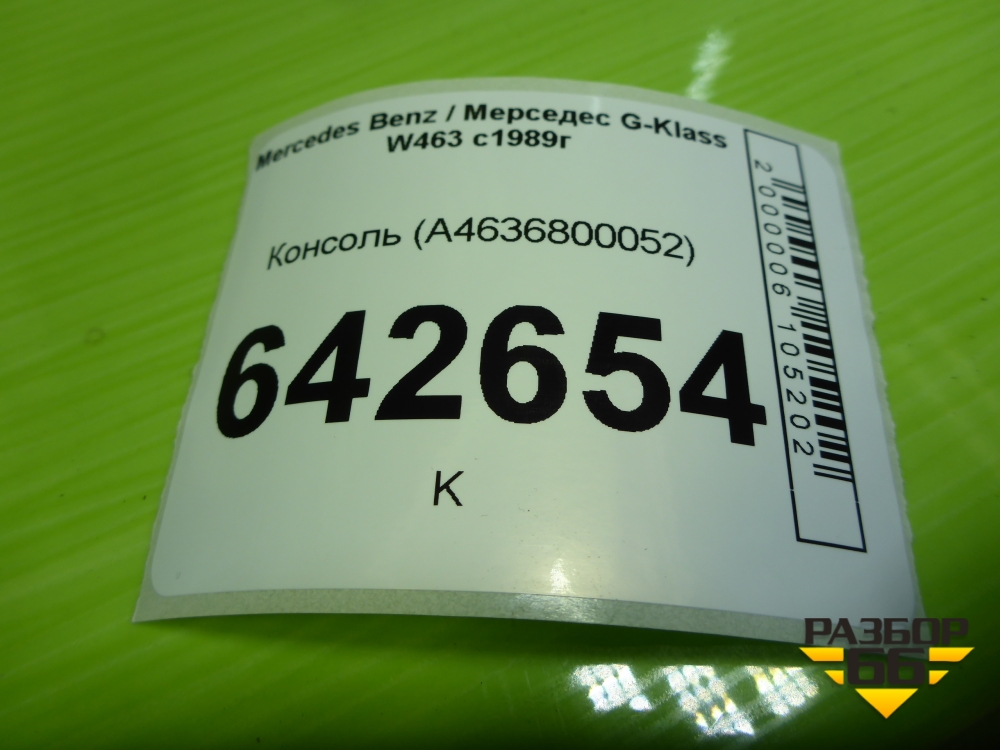 Mercedes Benz / Мерседес G-Klass
W463 с1989г
Консоль (A4636800052)
642654
К
2000006105202
РАЗБОР
66